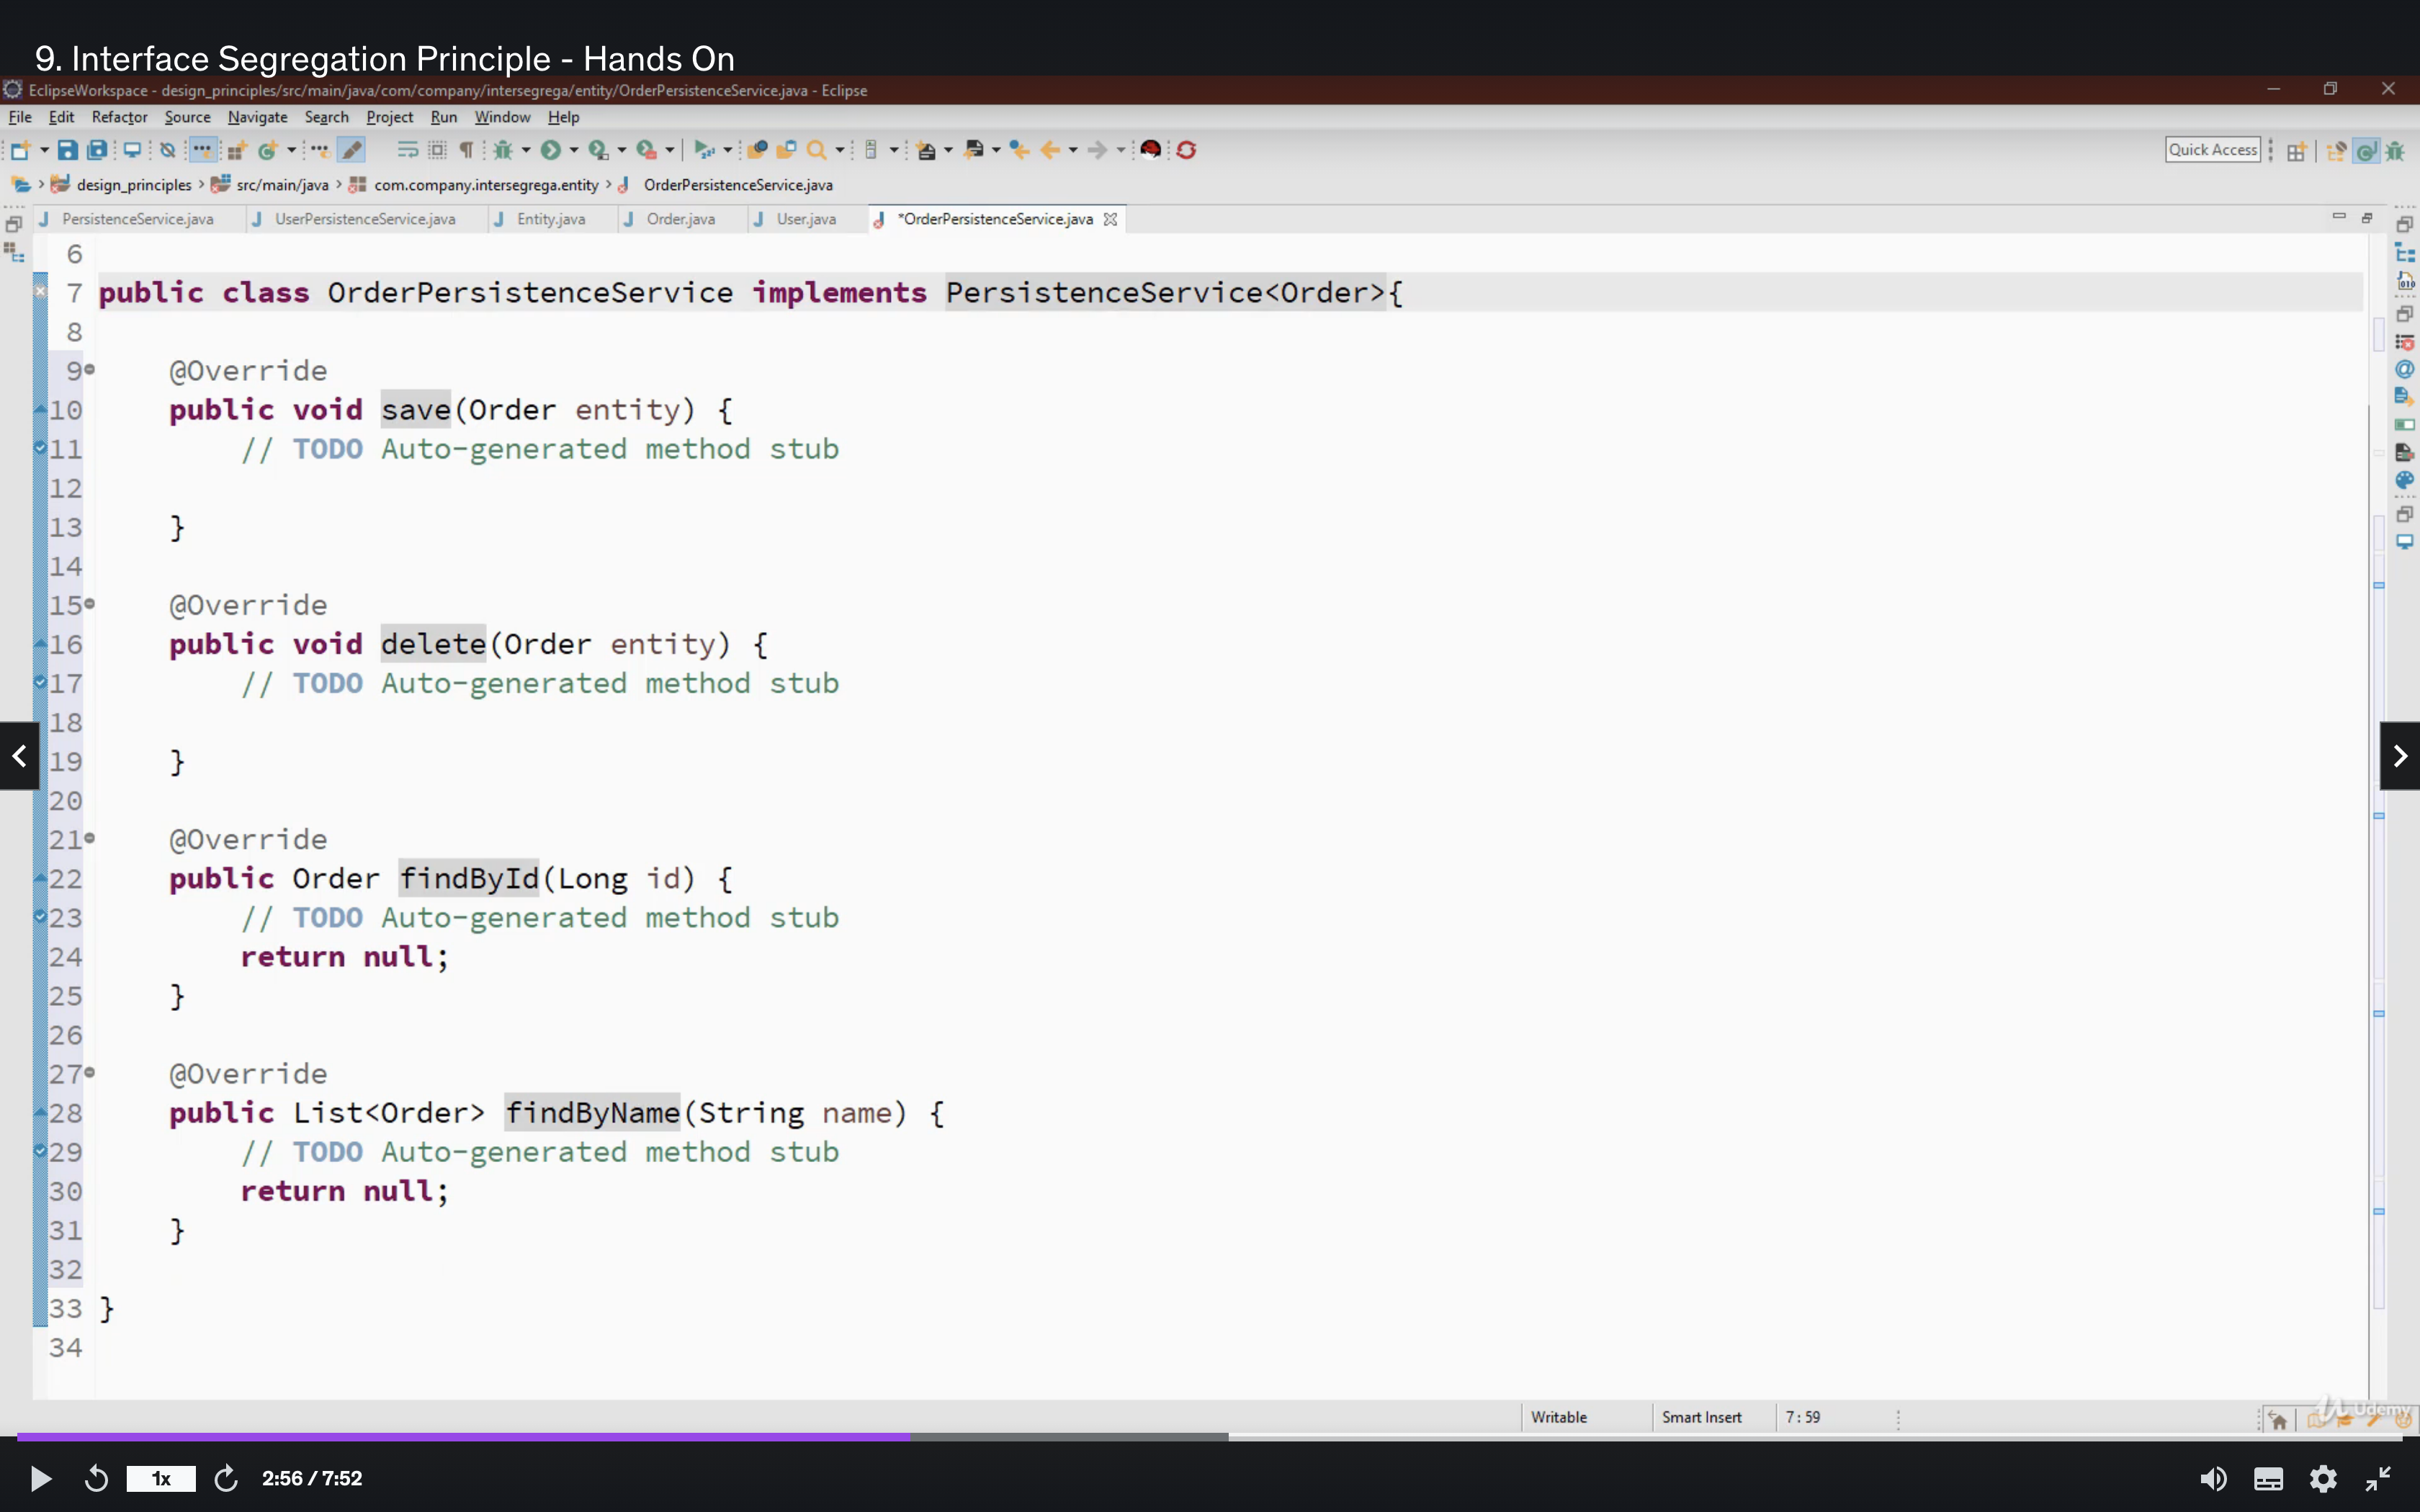 9. Interface Segregation Principle - Hands On
EclipseWorkspace - design_principles/src/main/java/com/company/intersegrega/entity/OrderPersistenceService.java - Eclipse
File Edit Refactor Source Navigate Search Project Run Window Help
Quick Access
design_principles src/main/java com.company.intersegrega.entity OrderPersistenceService.java
PersistenceService.java UserPersistenceService.java Entity.java Order.java User.java *OrderPersistenceService.java
6
7 public class OrderPersistenceService implements PersistenceService<Order>{
8
9 @Override
10 public void save(Order entity) {
11 // TODO Auto-generated method stub
12
13 }
14
15 @Override
16 public void delete(Order entity) {
17 // TODO Auto-generated method stub
18
19 }
20
21 @Override
22 public Order findById(Long id) {
23 // TODO Auto-generated method stub
24 return null;
25 }
26
27 @Override
28 public List<Order> findByName(String name) {
29 // TODO Auto-generated method stub
30 return null;
31 }
32
33 }
34
Writable Smart Insert 7 : 59
Udemy
1x 2:56 / 7:52